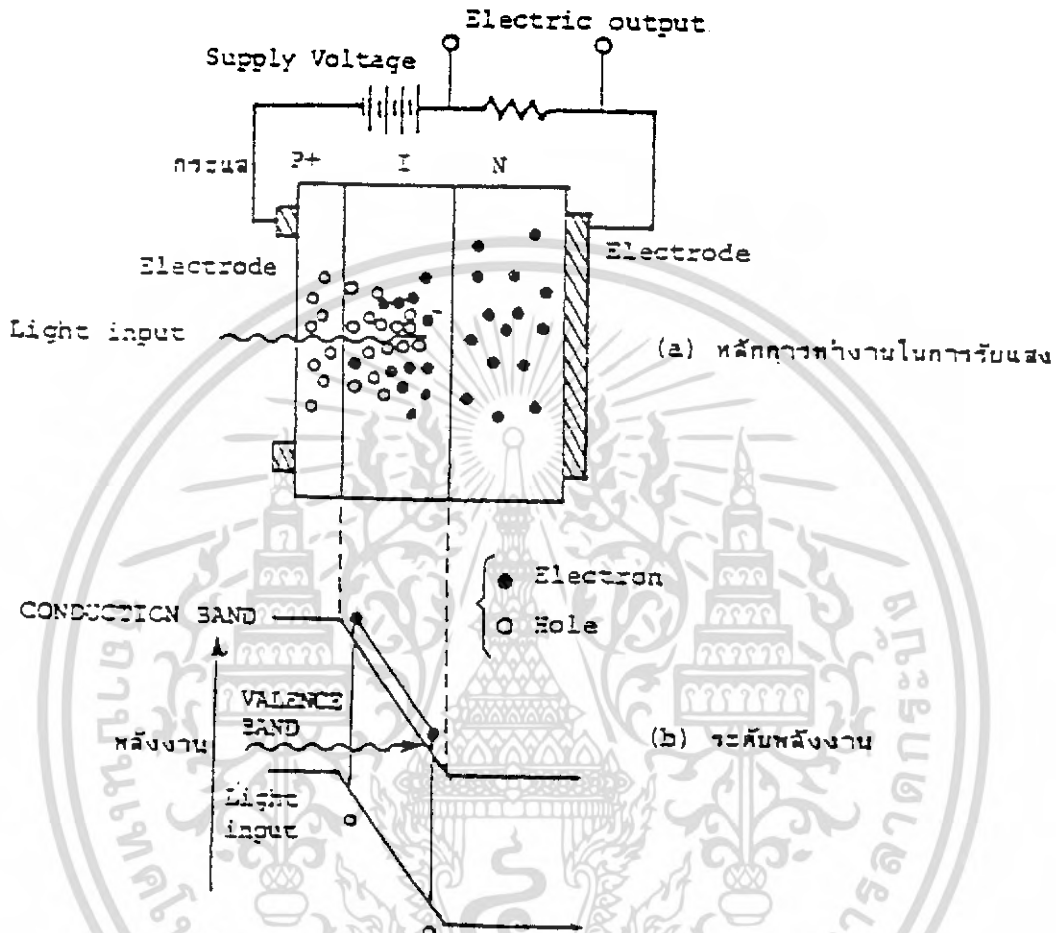 Electric output
Supply Voltage
กระแส
P+
I
N
Electrode
Electrode
Light input
(a) หลักการทำงานในการรับแสง
Electron
Hole
CONDUCTION BAND
VALENCE
BAND
พลังงาน
(b) ระดับพลังงาน
Light
input